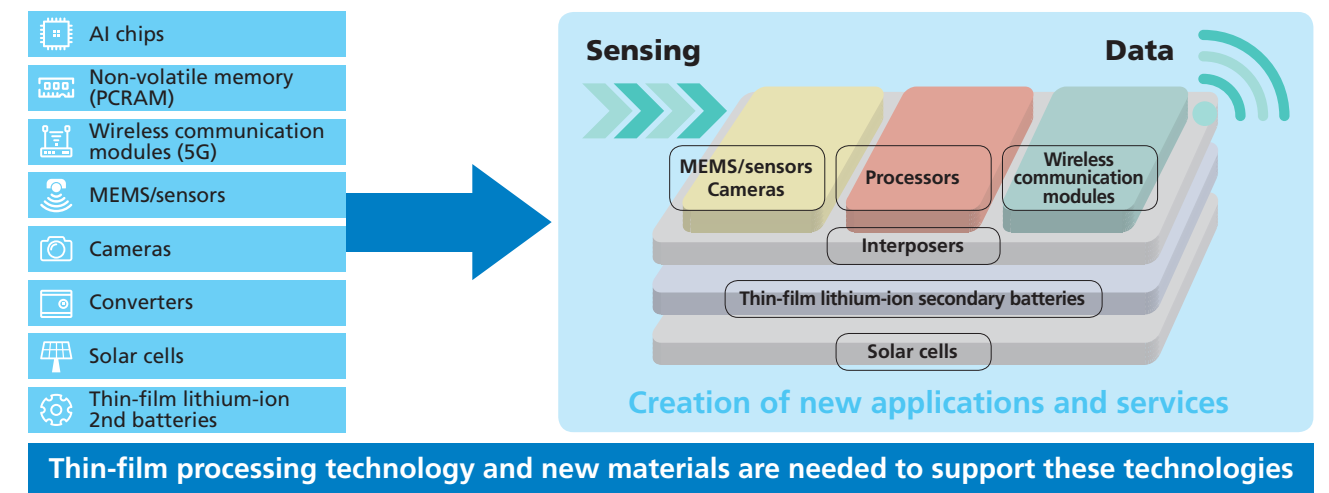 AI chips
Non-volatile memory
(PCRAM)
Wireless communication
modules (5G)
MEMS/sensors
Cameras
Converters
Solar cells
Thin-film lithium-ion
2nd batteries
Sensing
Data
MEMS/sensors
Cameras
Processors
Wireless
communication
modules
Interposers
Thin-film lithium-ion secondary batteries
Solar cells
Creation of new applications and services
Thin-film processing technology and new materials are needed to support these technologies